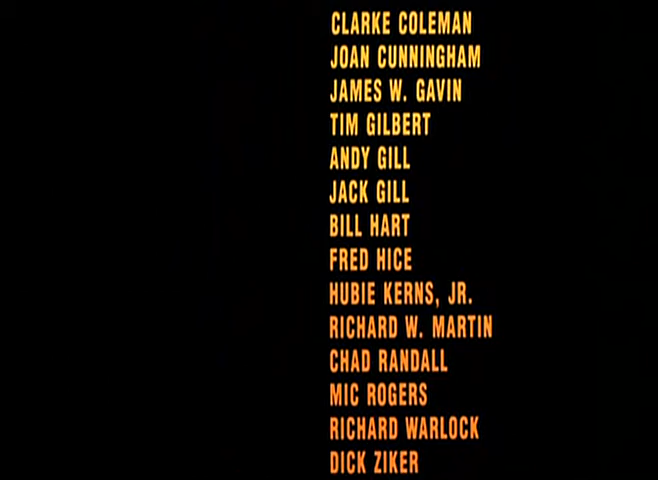 CLARKE COLEMAN
JOAN CUNNINGHAM
JAMES W. GAVIN
TIM GILBERT
ANDY GILL
JACK GILL
BILL HART
FRED HICE
HUBIE KERNS, JR.
RICHARD W. MARTIN
CHAD RANDALL
MIC ROGERS
RICHARD WARLOCK
DICK ZIKER